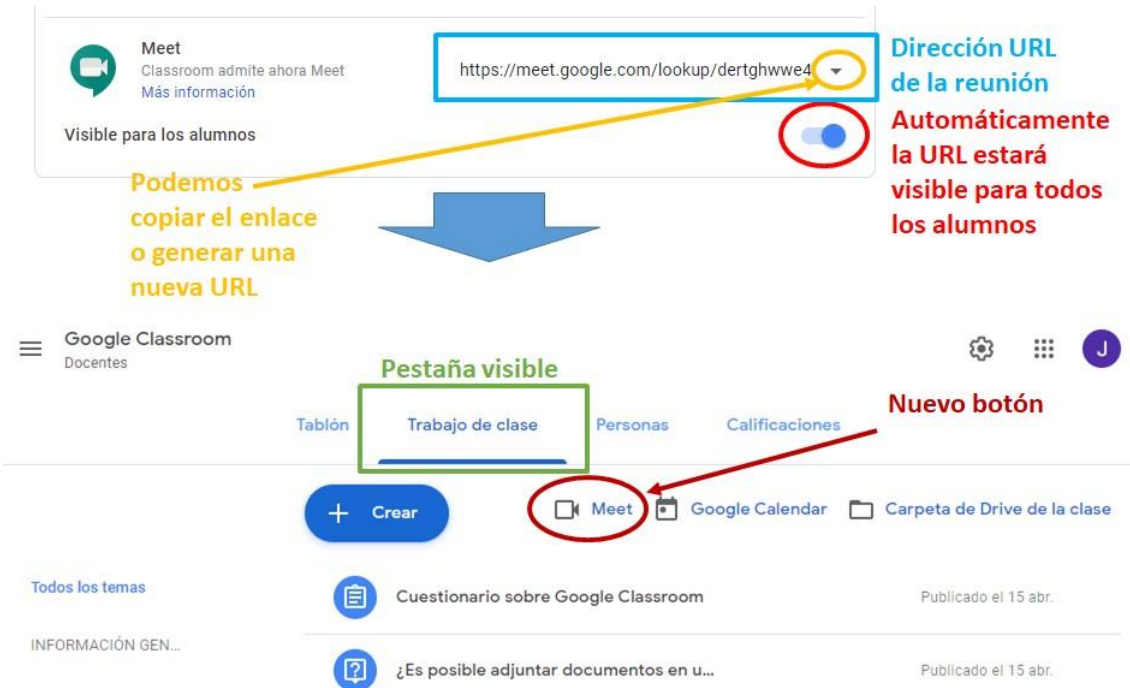 Meet
Classroom admite ahora Meet
Más información
https://meet.google.com/lookup/dertghwwe4
Dirección URL
de la reunión
Visible para los alumnos
Automáticamente
la URL estará
visible para todos
los alumnos
Podemos
copiar el enlace
o generar una
nueva URL
Google Classroom
Docentes
J
Pestaña visible
Nuevo botón
Tablón
Trabajo de clase
Personas
Calificaciones
Crear
Meet
Google Calendar
Carpeta de Drive de la clase
Todos los temas
INFORMACIÓN GEN...
Cuestionario sobre Google Classroom
Publicado el 15 abr.
¿Es posible adjuntar documentos en u...
Publicado el 15 abr.